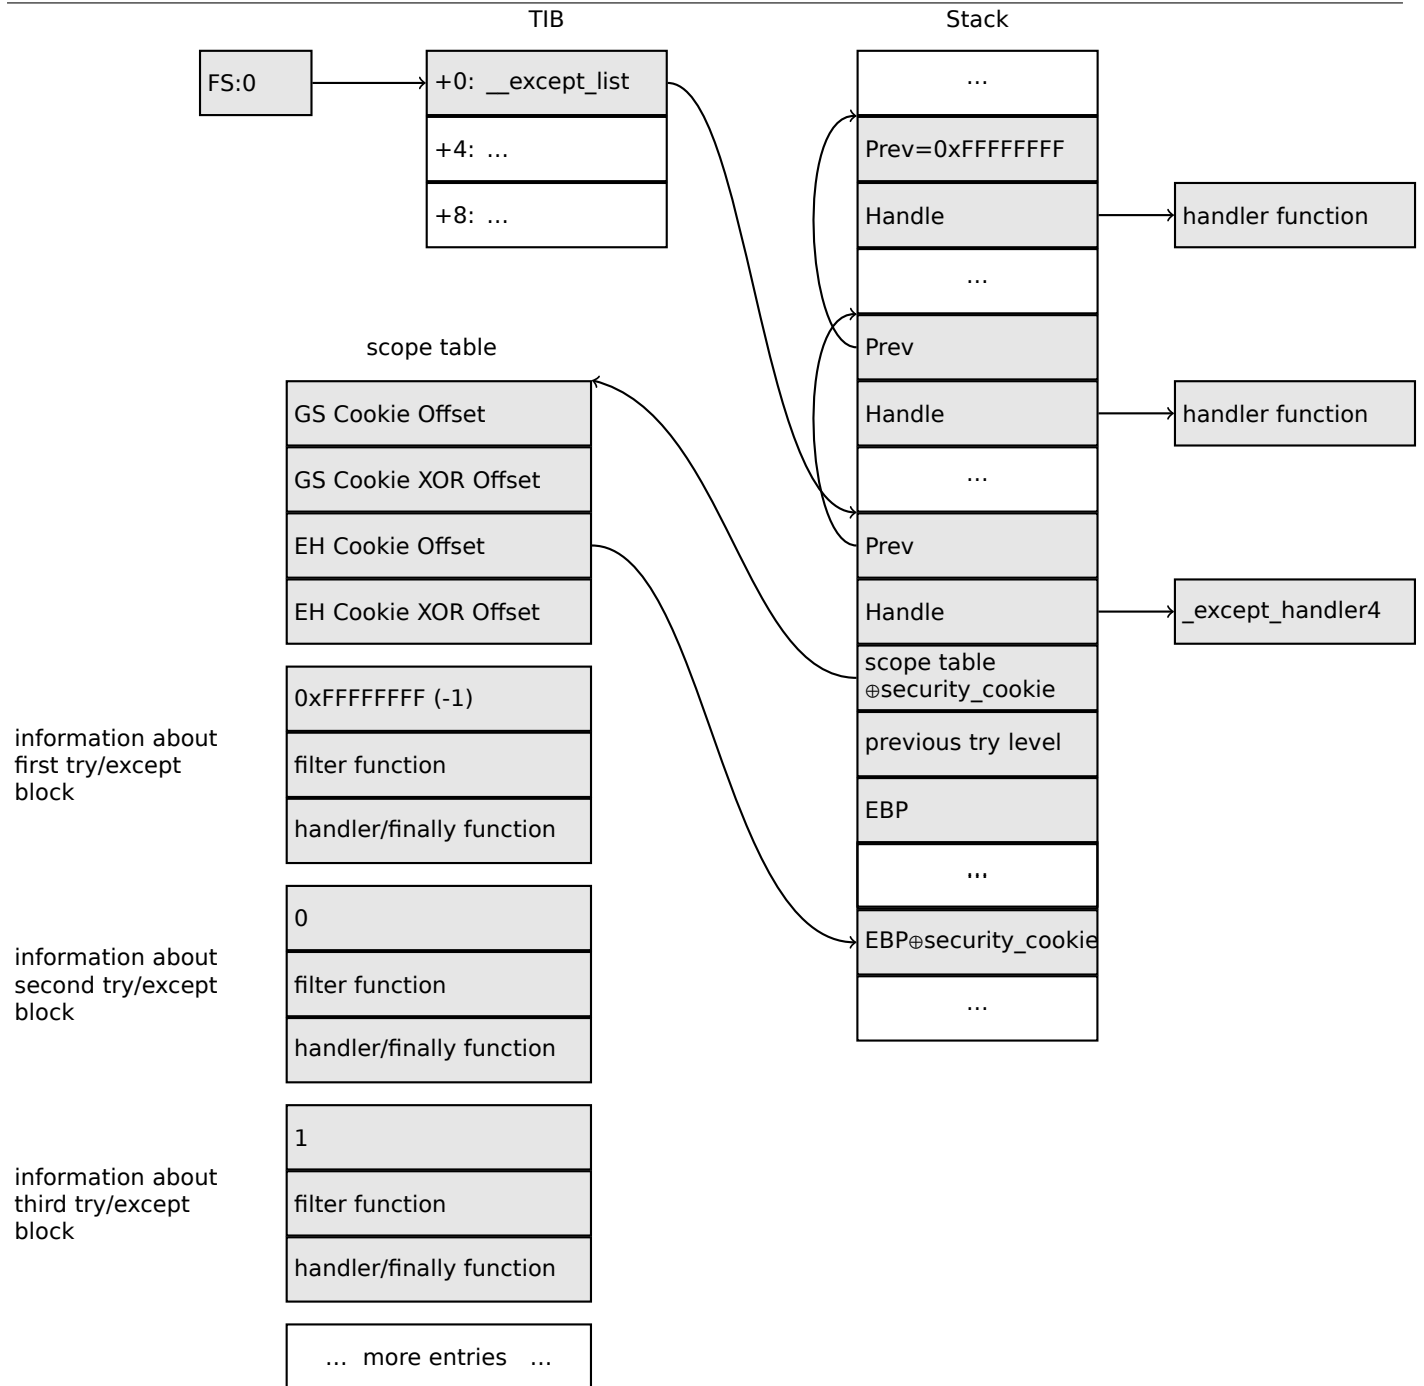 TIB
Stack
FS:0
+0: __except_list
+4: ...
+8: ...
...
Prev=0xFFFFFFFF
Handle
handler function
...
Prev
Handle
handler function
...
Prev
Handle
_except_handler4
scope table
⊕security_cookie
previous try level
EBP
...
EBP⊕security_cookie
...
scope table
GS Cookie Offset
GS Cookie XOR Offset
EH Cookie Offset
EH Cookie XOR Offset
information about
first try/except
block
0xFFFFFFFF (-1)
filter function
handler/finally function
information about
second try/except
block
0
filter function
handler/finally function
information about
third try/except
block
1
filter function
handler/finally function
... more entries ...